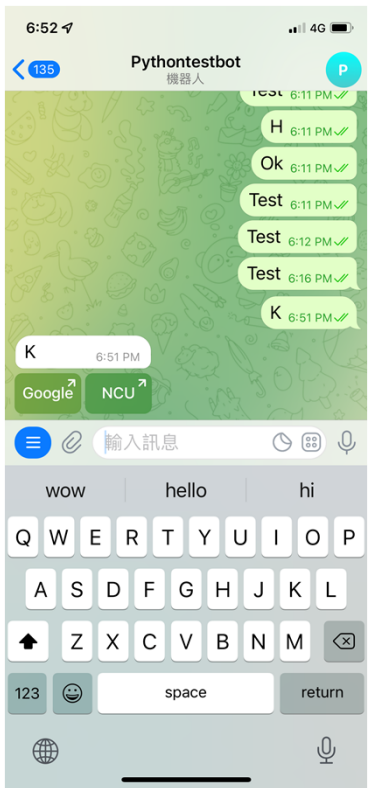 6:52
4G
135
Pythontestbot
機器人
P
Test 6:11 PM
H 6:11 PM
Ok 6:11 PM
Test 6:11 PM
Test 6:12 PM
Test 6:16 PM
K 6:51 PM
K 6:51 PM
Google NCU
輸入訊息
wow hello hi
Q W E R T Y U I O P
A S D F G H J K L
Z X C V B N M
123 space return